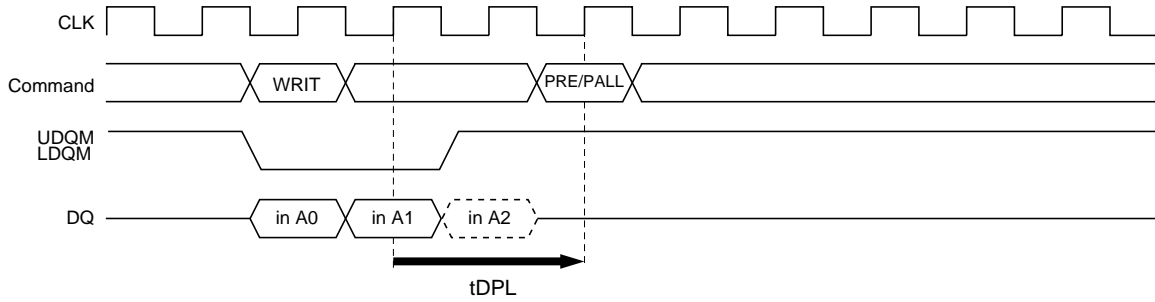 CLK
Command
WRIT
PRE/PALL
UDQM
LDQM
DQ
in A0
in A1
in A2
tDPL